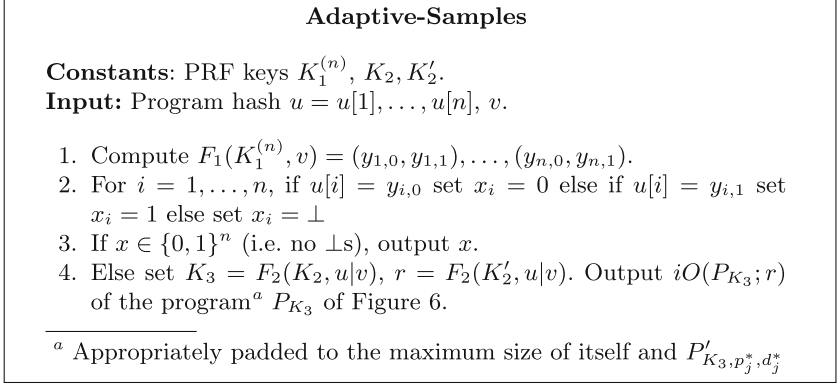 Adaptive-Samples
Constants: PRF keys K_1^{(n)}, K_2, K_2'.
Input: Program hash u = u[1], . . . , u[n], v.
1. Compute F_1(K_1^{(n)}, v) = (y_{1,0}, y_{1,1}), . . . , (y_{n,0}, y_{n,1}).
2. For i = 1, . . . , n, if u[i] = y_{i,0} set x_i = 0 else if u[i] = y_{i,1} set
x_i = 1 else set x_i = ⊥
3. If x ∈ {0, 1}^n (i.e. no ⊥s), output x.
4. Else set K_3 = F_2(K_2, u|v), r = F_2(K_2', u|v). Output iO(P_{K_3}; r)
of the program^a P_{K_3} of Figure 6.
^a Appropriately padded to the maximum size of itself and P'_{K_3,p_j^*,d_j^*}